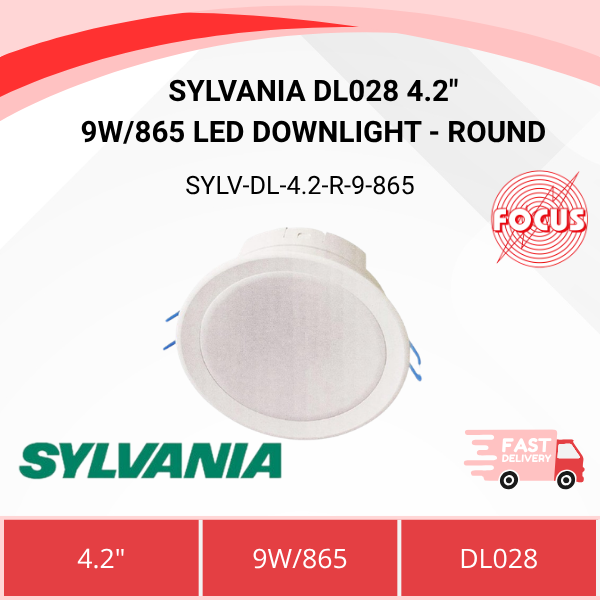 SYLVANIA DL028 4.2"
9W/865 LED DOWNLIGHT - ROUND
SYLV-DL-4.2-R-9-865
FOCUS
SYLVANIA
FAST
DELIVERY
4.2"
9W/865
DL028